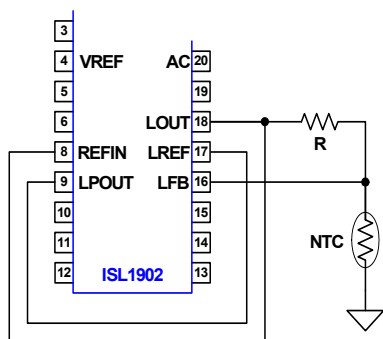 3
4 VREF AC 20
5 19
6 LOUT 18
R
8 REFIN LREF 17
9 LPOUT LFB 16
10 15
11 14
NTC
12 ISL1902 13